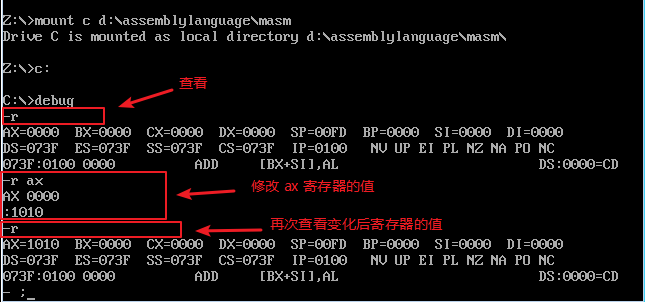 Z:\>mount c d:\assemblylanguage\masm
Drive C is mounted as local directory d:\assemblylanguage\masm\
Z:\>c:
查看
C:\>debug
-r
AX=0000 BX=0000 CX=0000 DX=0000 SP=00FD BP=0000 SI=0000 DI=0000
DS=073F ES=073F SS=073F CS=073F IP=0100 NV UP EI PL NZ NA PO NC
073F:0100 0000 ADD [BX+SI],AL DS:0000=CD
-r ax
AX 0000
修改 ax 寄存器的值
:1010
-r
再次查看变化后寄存器的值
AX=1010 BX=0000 CX=0000 DX=0000 SP=00FD BP=0000 SI=0000 DI=0000
DS=073F ES=073F SS=073F CS=073F IP=0100 NV UP EI PL NZ NA PO NC
073F:0100 0000 ADD [BX+SI],AL DS:0000=CD
- ;_